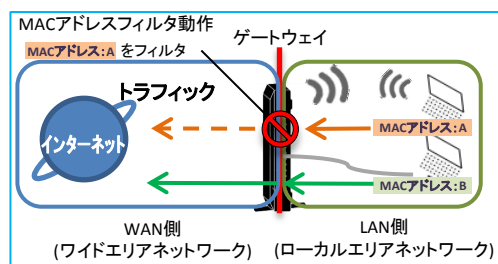 MACアドレスフィルタ動作
MACアドレス:A をフィルタ
ゲートウェイ
トラフィック
インターネット
MACアドレス:A
MACアドレス:B
WAN側
(ワイドエリアネットワーク)
LAN側
(ローカルエリアネットワーク)